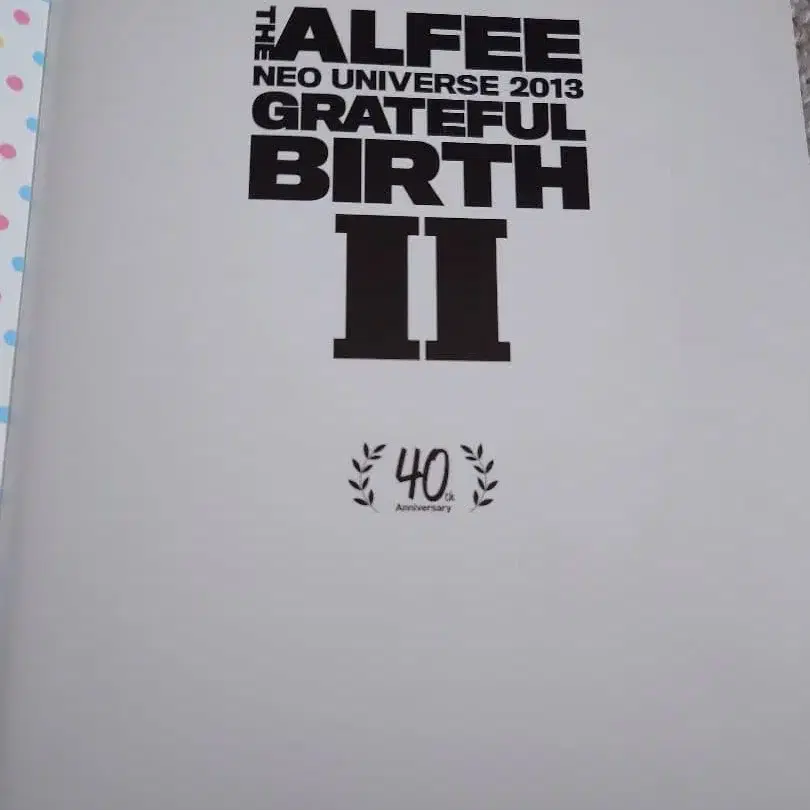 THE ALFEE
NEO UNIVERSE 2013
GRATEFUL
BIRTH
II
40th
Anniversary